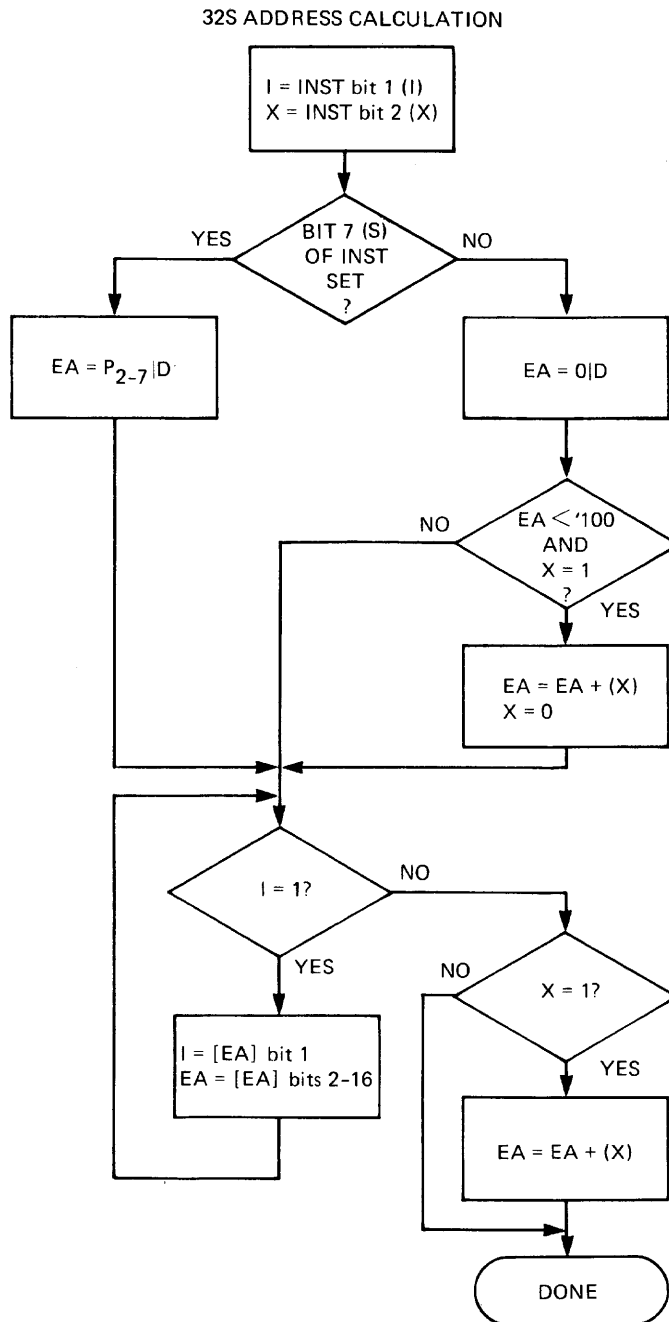 32S ADDRESS CALCULATION
I = INST bit 1 (I)
X = INST bit 2 (X)
YES
BIT 7 (S)
OF INST
SET
?
NO
EA = P2-7|D
EA = 0|D
NO
EA < '100
AND
X = 1
?
YES
EA = EA + (X)
X = 0
I = 1?
NO
YES
NO
X = 1?
YES
I = [EA] bit 1
EA = [EA] bits 2-16
EA = EA + (X)
DONE